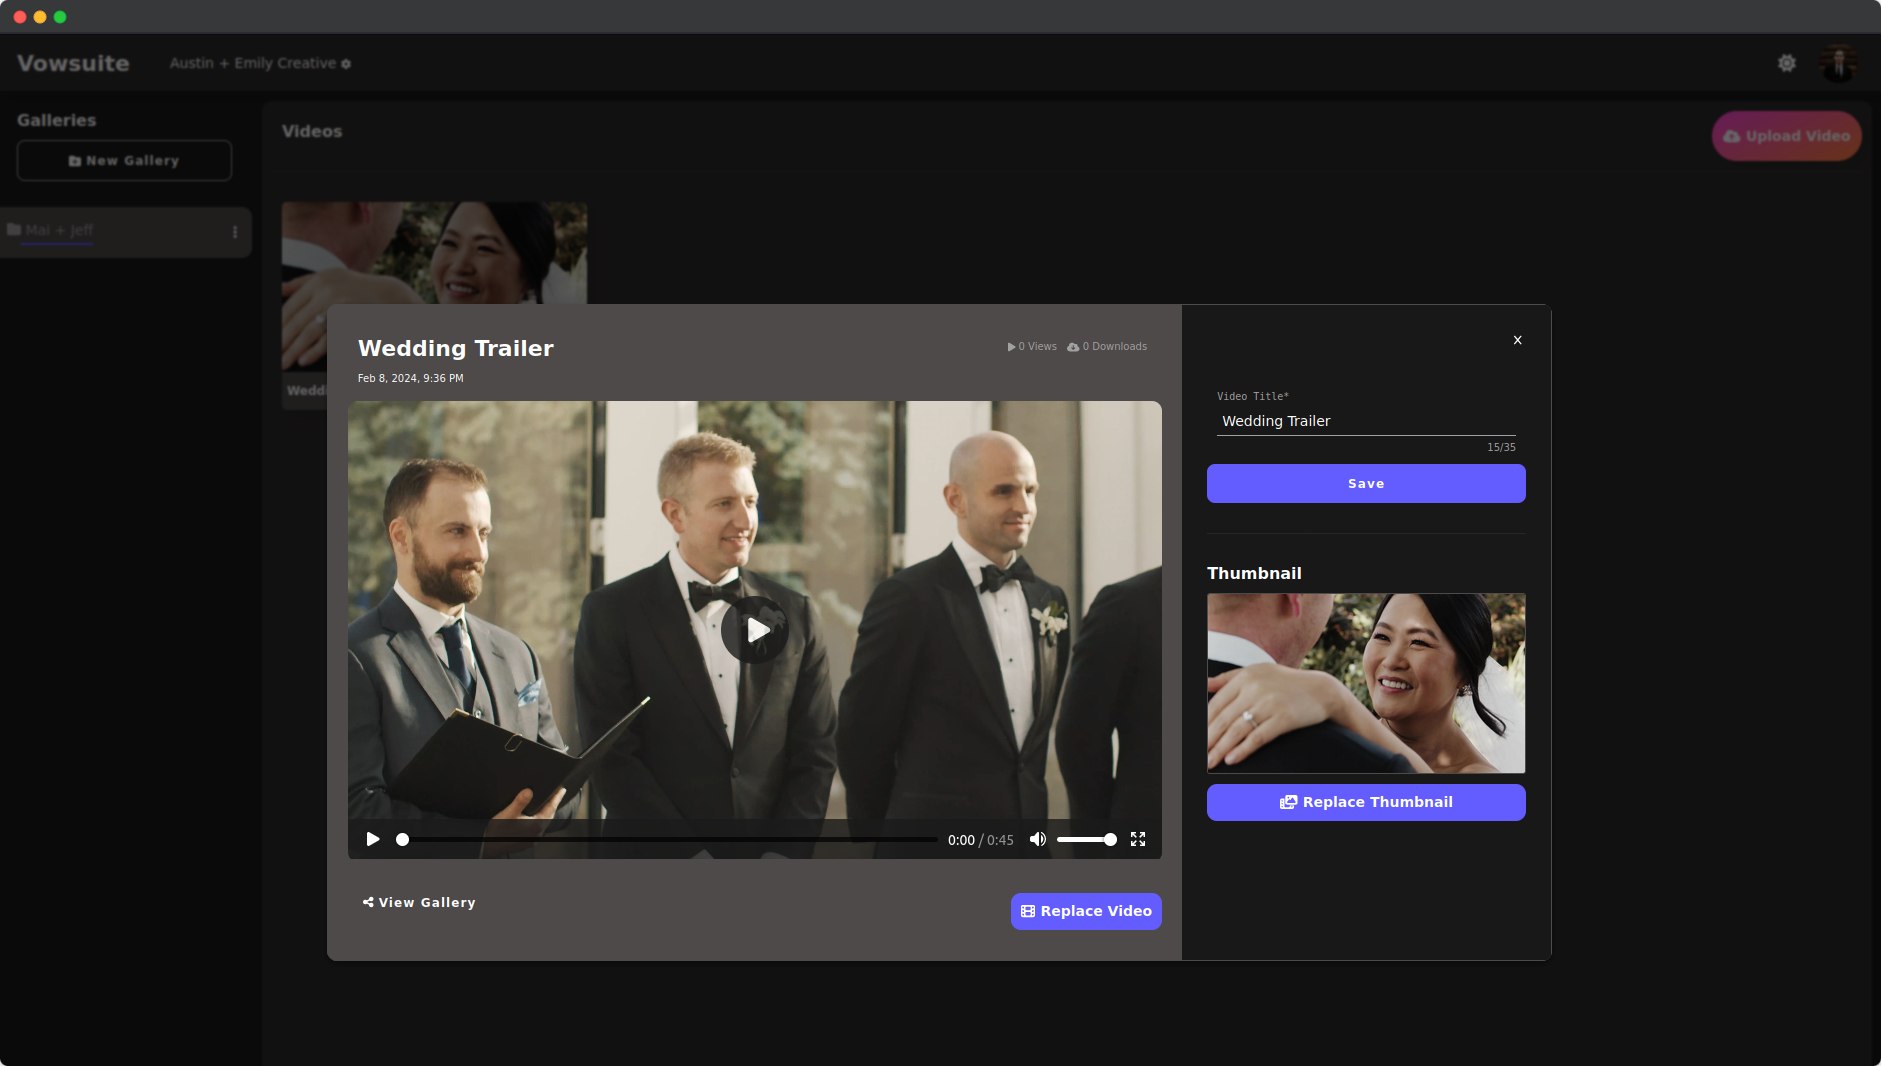 Vowsuite
Austin + Emily Creative
Galleries
New Gallery
Mai + Jeff
Videos
Upload Video
Wedding Trailer
0 Views 0 Downloads
Feb 8, 2024, 9:36 PM
0:00 / 0:45
View Gallery
Replace Video
x
Video Title*
Wedding Trailer
15/35
Save
Thumbnail
Replace Thumbnail